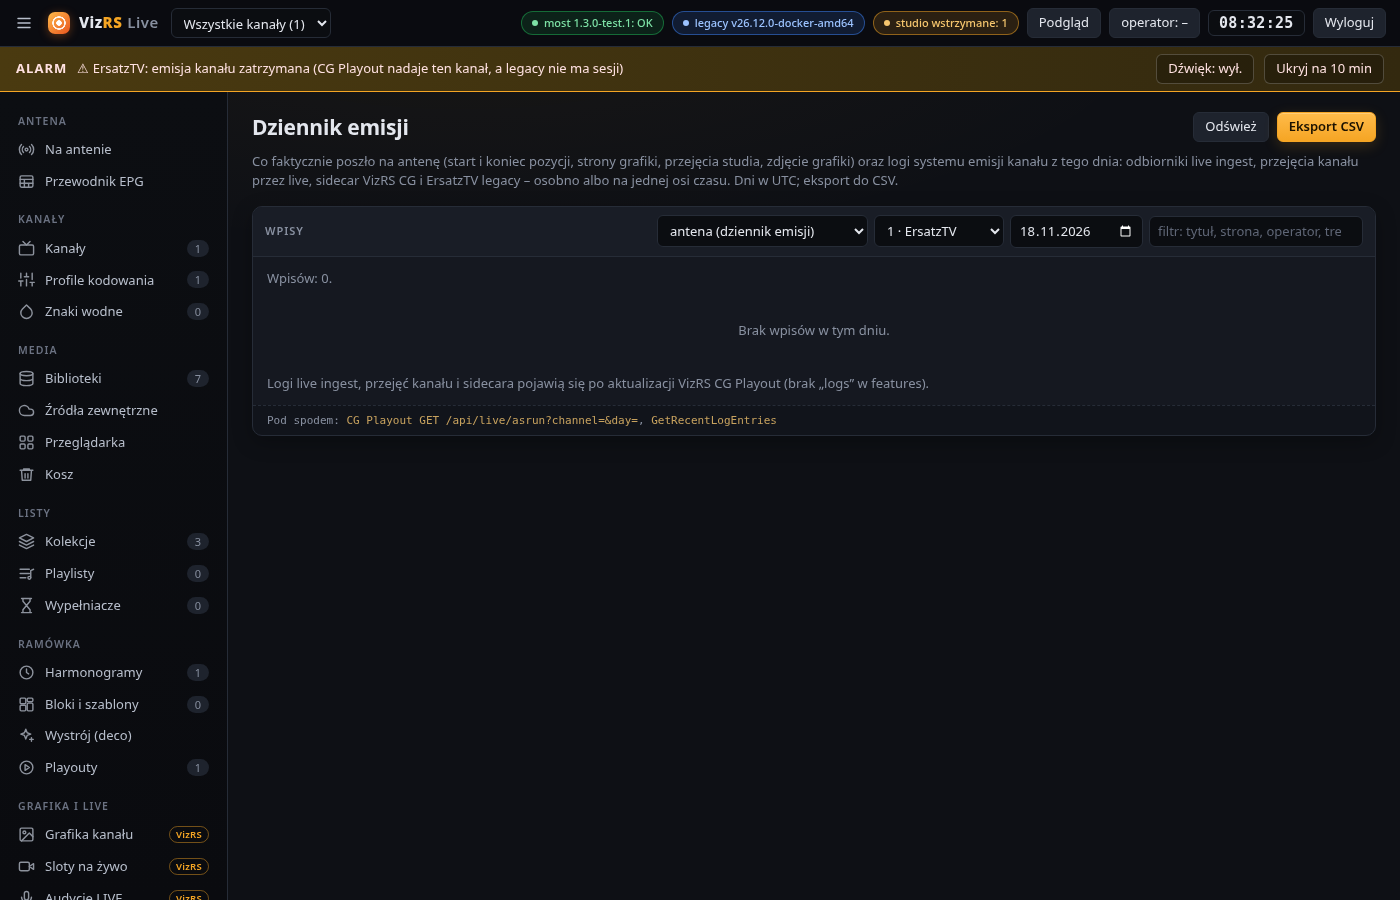 VizRS Live
Wszystkie kanały (1)
most 1.3.0-test.1: OK
legacy v26.12.0-docker-amd64
studio wstrzymane: 1
Podgląd
operator: –
08:32:25
Wyloguj
ALARM ⚠ ErsatzTV: emisja kanału zatrzymana (CG Playout nadaje ten kanał, a legacy nie ma sesji)
Dźwięk: wył.
Ukryj na 10 min
ANTENA
Na antenie
Przewodnik EPG
KANAŁY
Kanały 1
Profile kodowania 1
Znaki wodne 0
MEDIA
Biblioteki 7
Źródła zewnętrzne
Przeglądarka
Kosz
LISTY
Kolekcje 3
Playlisty 0
Wypełniacze 0
RAMÓWKA
Harmonogramy 1
Bloki i szablony 0
Wystrój (deco)
Playouty 1
GRAFIKA I LIVE
Grafika kanału VizRS
Sloty na żywo VizRS
Audycje LIVE VizRS
Dziennik emisji
Odśwież
Eksport CSV
Co faktycznie poszło na antenę (start i koniec pozycji, strony grafiki, przejęcia studia, zdjęcie grafiki) oraz logi systemu emisji kanału z tego dnia: odbiorniki live ingest, przejęcia kanału
przez live, sidecar VizRS CG i ErsatzTV legacy – osobno albo na jednej osi czasu. Dni w UTC; eksport do CSV.
WPISY
antena (dziennik emisji)
1 · ErsatzTV
18.11.2026
filtr: tytuł, strona, operator, tre
Wpisów: 0.
Brak wpisów w tym dniu.
Logi live ingest, przejęć kanału i sidecara pojawią się po aktualizacji VizRS CG Playout (brak „logs” w features).
Pod spodem: CG Playout GET /api/live/asrun?channel=&day=, GetRecentLogEntries